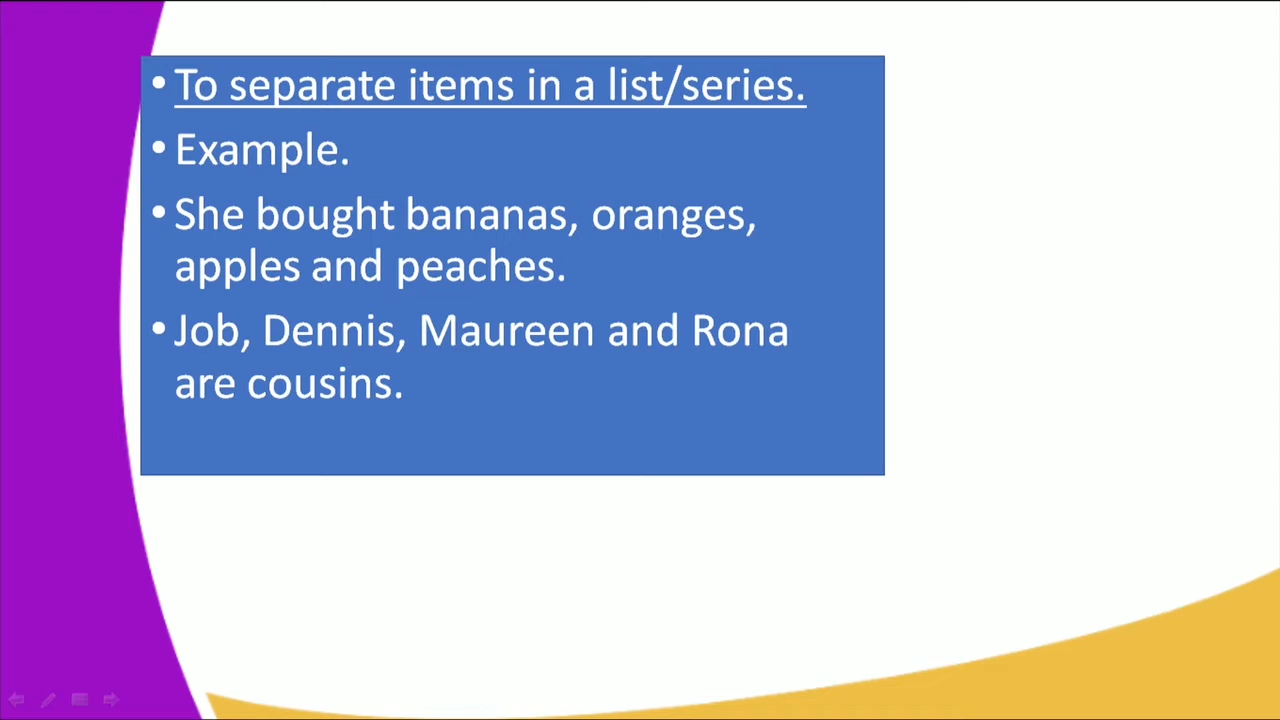 • To separate items in a list/series.
• Example.
• She bought bananas, oranges,
apples and peaches.
• Job, Dennis, Maureen and Rona
are cousins.